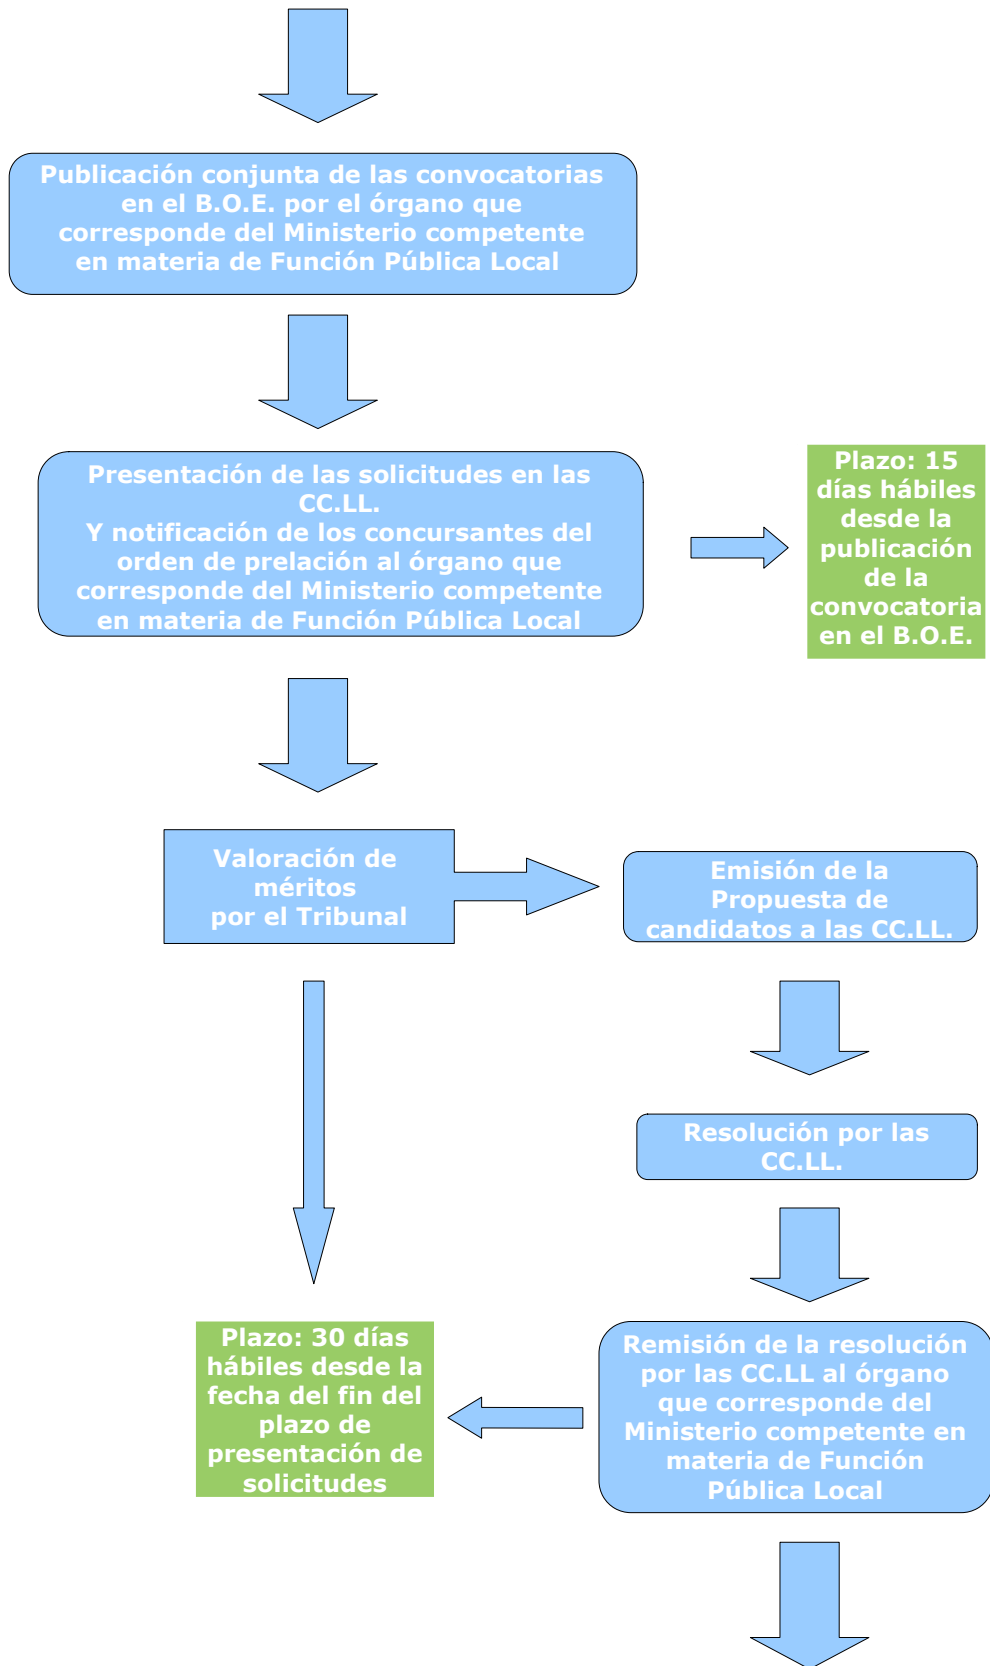 Publicación conjunta de las convocatorias
en el B.O.E. por el órgano que
corresponde del Ministerio competente
en materia de Función Pública Local
Presentación de las solicitudes en las
CC.LL.
Y notificación de los concursantes del
orden de prelación al órgano que
corresponde del Ministerio competente
en materia de Función Pública Local
Plazo: 15
días hábiles
desde la
publicación
de la
convocatoria
en el B.O.E.
Valoración de
méritos
por el Tribunal
Emisión de la
Propuesta de
candidatos a las CC.LL.
Resolución por las
CC.LL.
Plazo: 30 días
hábiles desde la
fecha del fin del
plazo de
presentación de
solicitudes
Remisión de la resolución
por las CC.LL al órgano
que corresponde del
Ministerio competente en
materia de Función
Pública Local